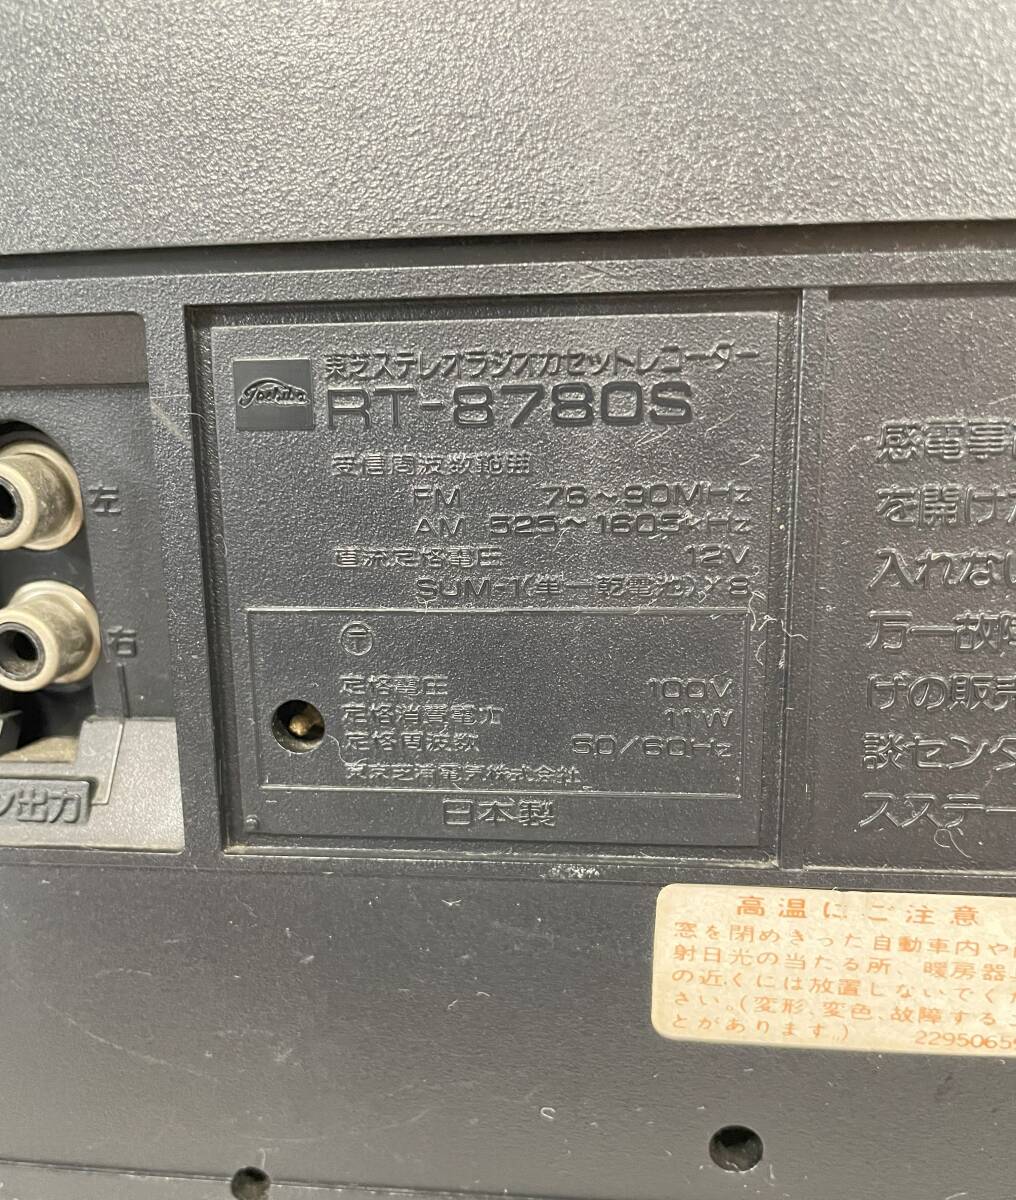 Toshiba
東芝ステレオラジオカセットレコーダー
RT-8780S
受信周波数範囲
FM 76~90MHz
AM 525~1605kHz
直流定格電圧 12V
SUM-1(単一乾電池)×8
〒
定格電圧 100V
定格消費電力 11W
定格周波数 50/60Hz
東京芝浦電気株式会社
日本製
左
右
ン出力
感電事
を開けた
入れない
万一故障
げの販売
談センタ
スステー
高温にご注意
窓を閉めきった自動車内や
射日光の当たる所、暖房器
の近くには放置しないでくだ
さい。(変形、変色、故障するこ
とがあります) 22950659